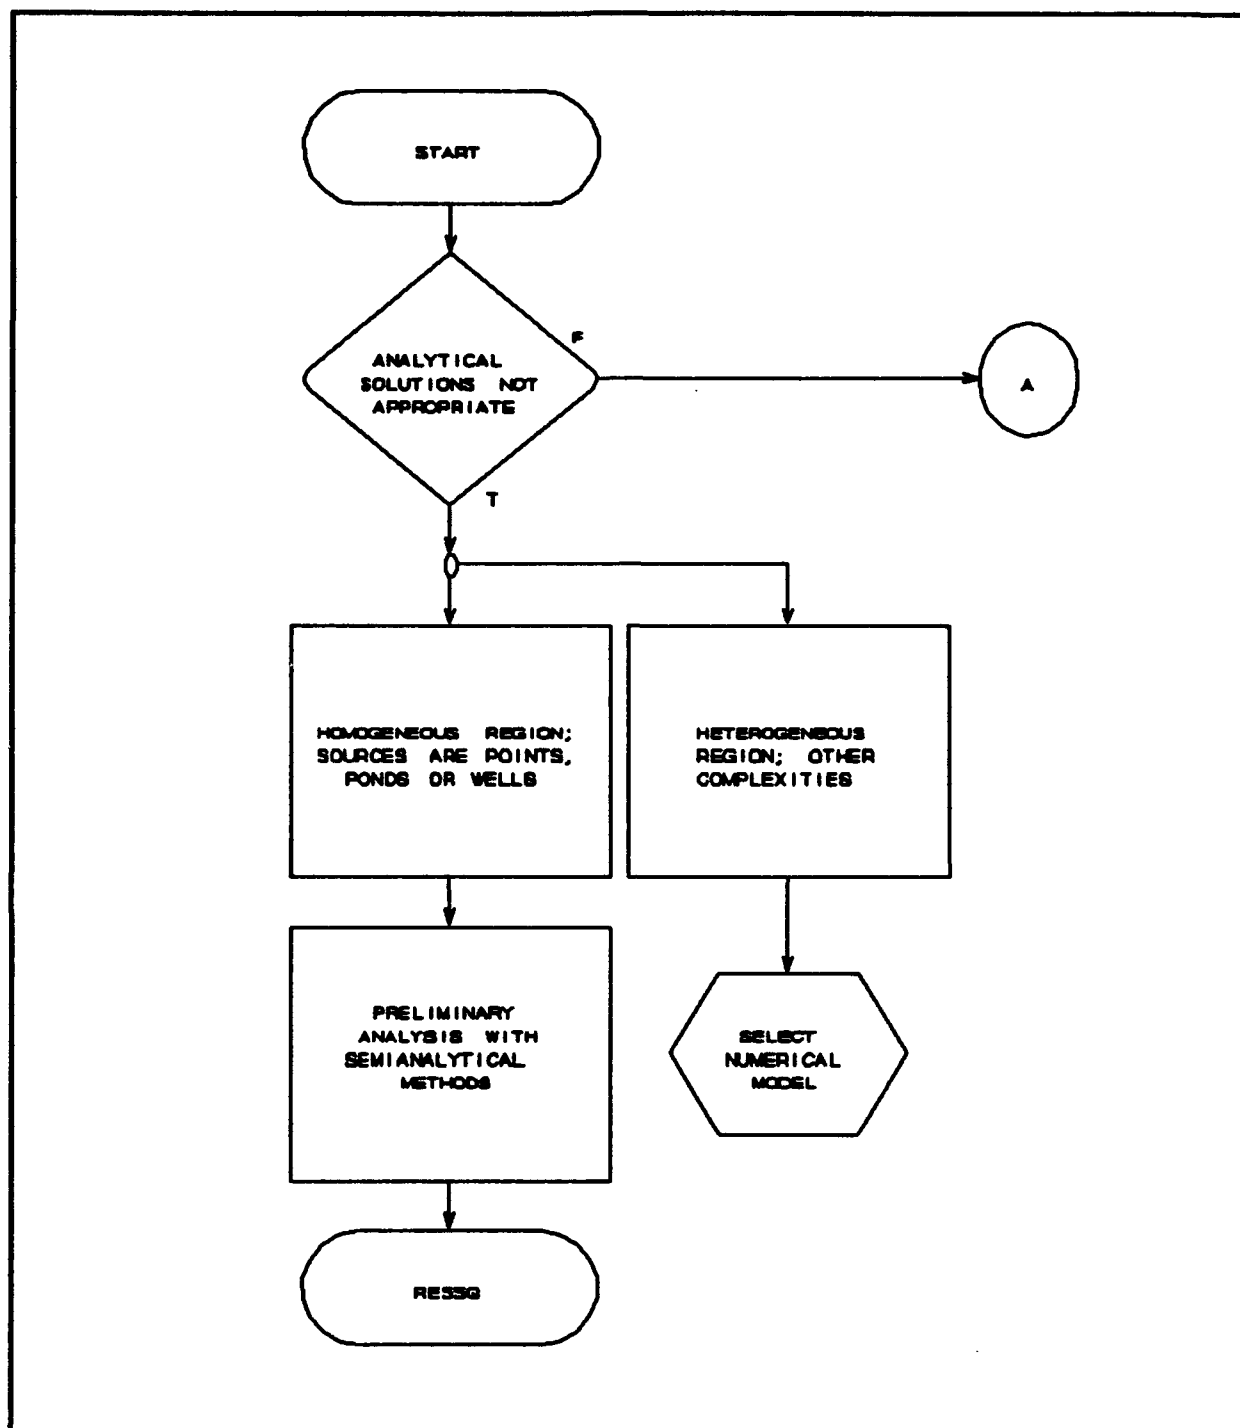 START
F
ANALYTICAL
SOLUTIONS NOT
APPROPRIATE
A
T
HOMOGENEOUS REGION;
SOURCES ARE POINTS,
PONDS OR WELLS
HETEROGENEOUS
REGION; OTHER
COMPLEXITIES
PRELIMINARY
ANALYSIS WITH
SEMIANALYTICAL
METHODS
SELECT
NUMERICAL
MODEL
RESSQ